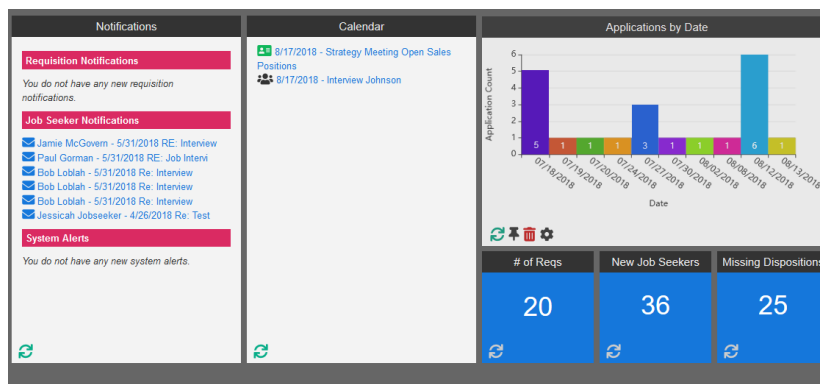 Notifications
Requisition Notifications
You do not have any new requisition
notifications.
Job Seeker Notifications
Jamie McGovern - 5/31/2018 RE: Interview
Paul Gorman - 5/31/2018 RE: Job Intervi
Bob Loblah - 5/31/2018 Re: Interview
Bob Loblah - 5/31/2018 Re: Interview
Bob Loblah - 5/31/2018 Re: Interview
Jessicah Jobseeker - 4/26/2018 Re: Test
System Alerts
You do not have any new system alerts.
Calendar
8/17/2018 - Strategy Meeting Open Sales
Positions
8/17/2018 - Interview Johnson
Applications by Date
Application Count
6
5
4
3
2
1
0
5 1 1 1 3 1 1 1 6 1
07/18/2018 07/19/2018 07/20/2018 07/24/2018 07/27/2018 07/30/2018 08/02/2018 08/08/2018 08/12/2018 08/13/2018
Date
# of Reqs
20
New Job Seekers
36
Missing Dispositions
25